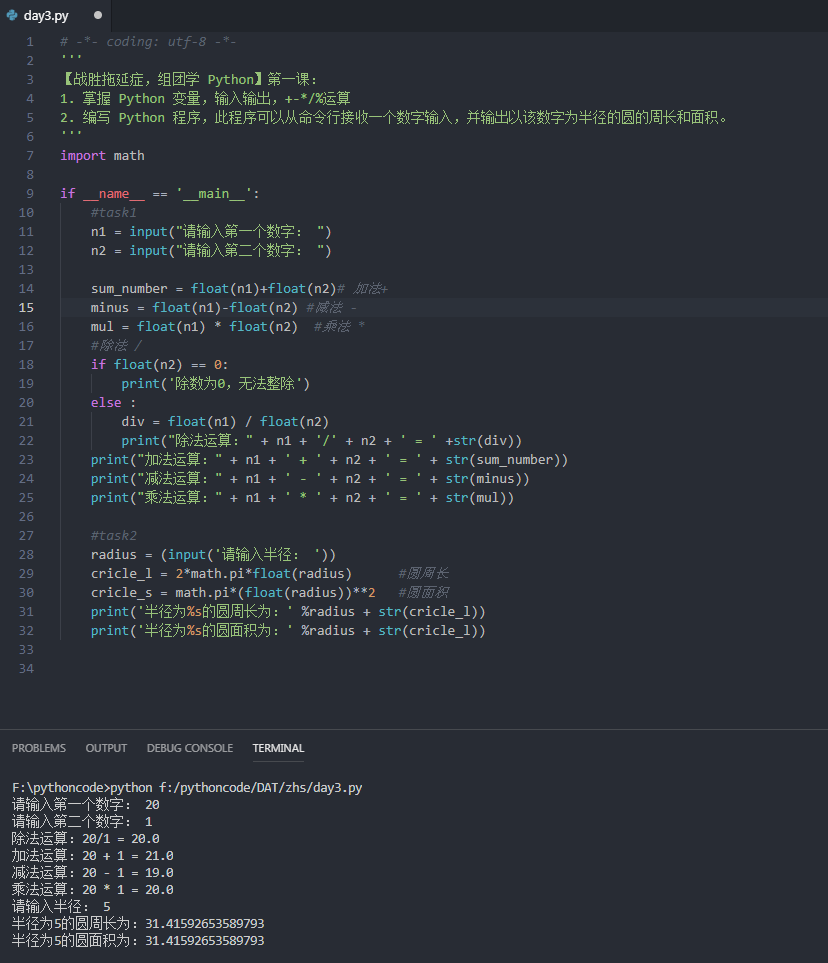 day3.py
1 # -*- coding: utf-8 -*-
2 '''
3 【战胜拖延症，组团学 Python】第一课：
4 1. 掌握 Python 变量，输入输出，+-*/%运算
5 2. 编写 Python 程序，此程序可以从命令行接收一个数字输入，并输出以该数字为半径的圆的周长和面积。
6 '''
7 import math
8
9 if __name__ == '__main__':
10     #task1
11     n1 = input("请输入第一个数字： ")
12     n2 = input("请输入第二个数字： ")
13
14     sum_number = float(n1)+float(n2)# 加法+
15     minus = float(n1)-float(n2) #减法 -
16     mul = float(n1) * float(n2)  #乘法 *
17     #除法 /
18     if float(n2) == 0:
19         print('除数为0，无法整除')
20     else :
21         div = float(n1) / float(n2)
22         print("除法运算：" + n1 + '/' + n2 + ' = ' +str(div))
23     print("加法运算：" + n1 + ' + ' + n2 + ' = ' + str(sum_number))
24     print("减法运算：" + n1 + ' - ' + n2 + ' = ' + str(minus))
25     print("乘法运算：" + n1 + ' * ' + n2 + ' = ' + str(mul))
26
27     #task2
28     radius = (input('请输入半径： '))
29     cricle_l = 2*math.pi*float(radius)      #圆周长
30     cricle_s = math.pi*(float(radius))**2   #圆面积
31     print('半径为%s的圆周长为：' %radius + str(cricle_l))
32     print('半径为%s的圆面积为：' %radius + str(cricle_l))
33
34
PROBLEMS OUTPUT DEBUG CONSOLE TERMINAL
F:\pythoncode>python f:/pythoncode/DAT/zhs/day3.py
请输入第一个数字： 20
请输入第二个数字： 1
除法运算：20/1 = 20.0
加法运算：20 + 1 = 21.0
减法运算：20 - 1 = 19.0
乘法运算：20 * 1 = 20.0
请输入半径： 5
半径为5的圆周长为：31.41592653589793
半径为5的圆面积为：31.41592653589793